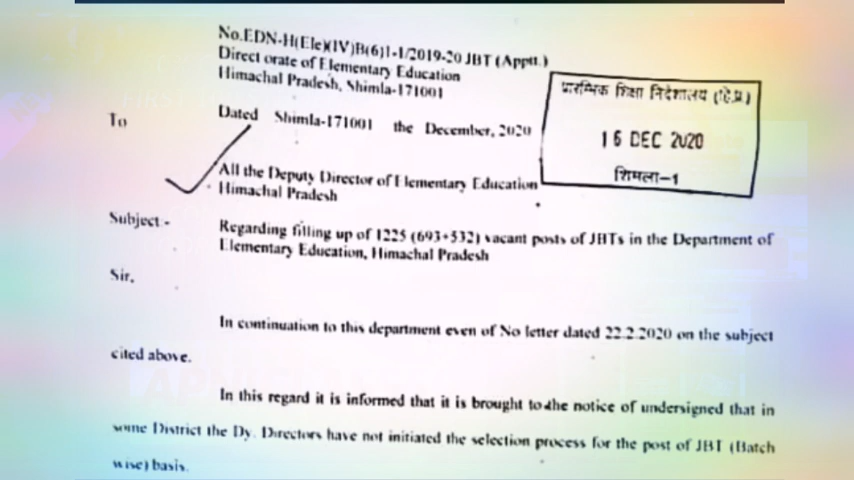 No.EDN-H(Ele)(IV)B(6)1-1/2019-20 JBT (Apptt.)
Direct orate of Elementary Education
Himachal Pradesh, Shimla-171001
प्रारम्भिक शिक्षा निदेशालय (हि.प्र.)
16 DEC 2020
शिमला-1
To
Dated Shimla-171001 the December, 2020
All the Deputy Director of Elementary Education
Himachal Pradesh
Subject -
Regarding filling up of 1225 (693+532) vacant posts of JBTs in the Department of
Elementary Education, Himachal Pradesh
Sir,
In continuation to this department even of No letter dated 22.2.2020 on the subject
cited above.
In this regard it is informed that it is brought to the notice of undersigned that in
some District the Dy. Directors have not initiated the selection process for the post of JBT (Batch
wise) basis.